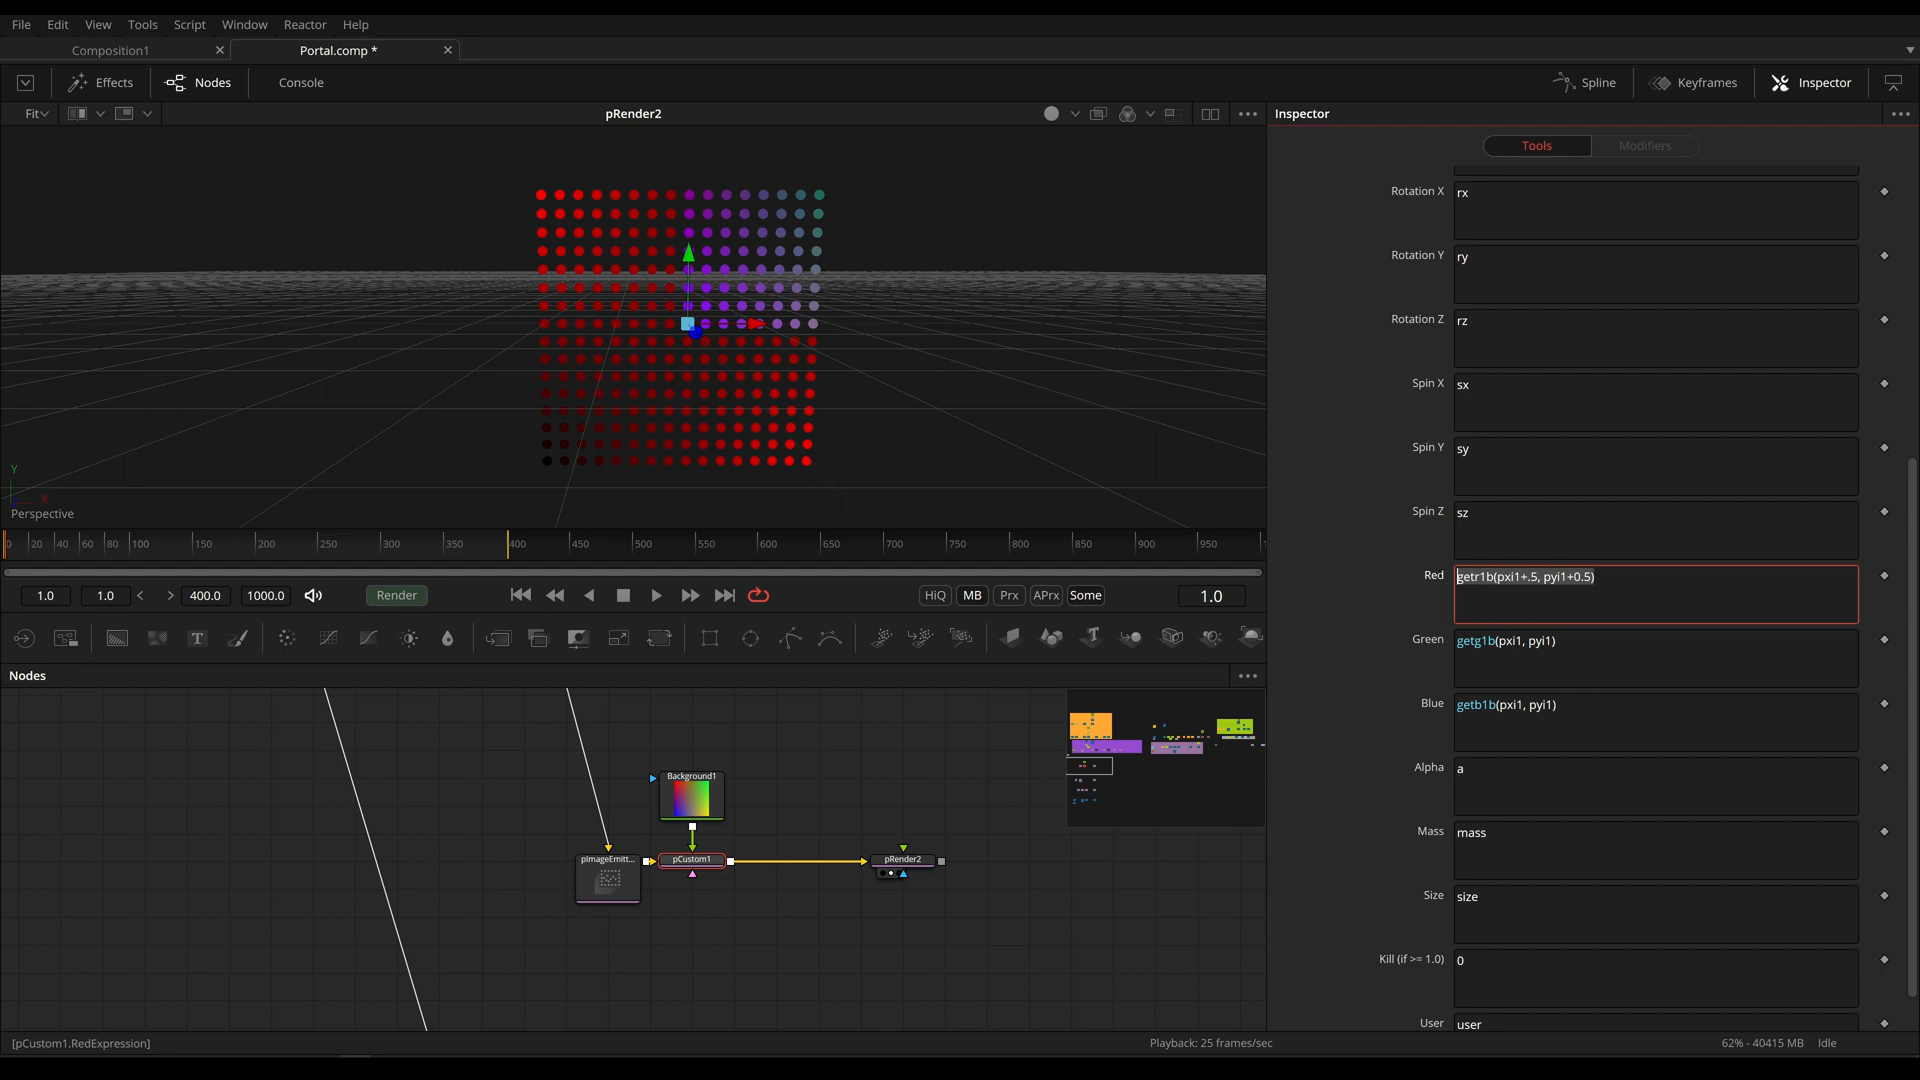 File Edit View Tools Script Window Reactor Help
Composition1 Portal.comp *
Effects Nodes Console Spline Keyframes Inspector
Fit pRender2 Inspector
Tools Modifiers
Rotation X rx
Rotation Y ry
Rotation Z rz
Spin X sx
Spin Y sy
Spin Z sz
Red getr1b(pxi1+.5, pyi1+0.5)
Green getg1b(pxi1, pyi1)
Blue getb1b(pxi1, pyi1)
Alpha a
Mass mass
Size size
Kill (if >= 1.0) 0
User user
Y
X
Perspective
0 20 40 60 80 100 150 200 250 300 350 400 450 500 550 600 650 700 750 800 850 900 950
1.0 1.0 < > 400.0 1000.0 Render HiQ MB Prx APrx Some 1.0
Nodes
Background1
pImageEmitt... pCustom1 pRender2
[pCustom1.RedExpression] Playback: 25 frames/sec 62% - 40415 MB Idle